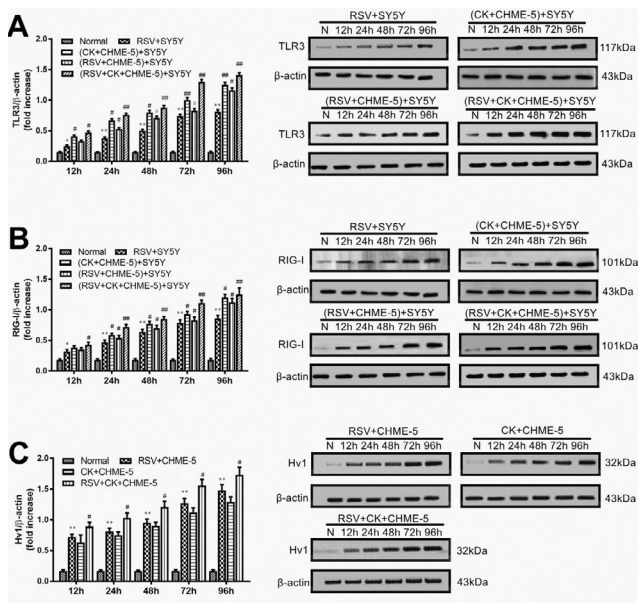 A
TLR3/β-actin
(fold increase)
Normal RSV+SY5Y
(CK+CHME-5)+SY5Y
(RSV+CHME-5)+SY5Y
(RSV+CK+CHME-5)+SY5Y
2.0
1.5
1.0
0.5
0.0
12h 24h 48h 72h 96h
RSV+SY5Y (CK+CHME-5)+SY5Y
N 12h 24h 48h 72h 96h N 12h 24h 48h 72h 96h
TLR3 117kDa
β-actin 43kDa
(RSV+CHME-5)+SY5Y (RSV+CK+CHME-5)+SY5Y
N 12h 24h 48h 72h 96h N 12h 24h 48h 72h 96h
TLR3 117kDa
β-actin 43kDa
B
RIG-I/β-actin
(fold increase)
Normal RSV+SY5Y
(CK+CHME-5)+SY5Y
(RSV+CHME-5)+SY5Y
(RSV+CK+CHME-5)+SY5Y
2.0
1.5
1.0
0.5
0.0
12h 24h 48h 72h 96h
RSV+SY5Y (CK+CHME-5)+SY5Y
N 12h 24h 48h 72h 96h N 12h 24h 48h 72h 96h
RIG-I 101kDa
β-actin 43kDa
(RSV+CHME-5)+SY5Y (RSV+CK+CHME-5)+SY5Y
N 12h 24h 48h 72h 96h N 12h 24h 48h 72h 96h
RIG-I 101kDa
β-actin 43kDa
C
Hv1/β-actin
(fold increase)
Normal RSV+CHME-5
CK+CHME-5
RSV+CK+CHME-5
2.0
1.5
1.0
0.5
0.0
12h 24h 48h 72h 96h
RSV+CHME-5 CK+CHME-5
N 12h 24h 48h 72h 96h N 12h 24h 48h 72h 96h
Hv1 32kDa
β-actin 43kDa
RSV+CK+CHME-5
N 12h 24h 48h 72h 96h
Hv1 32kDa
β-actin 43kDa